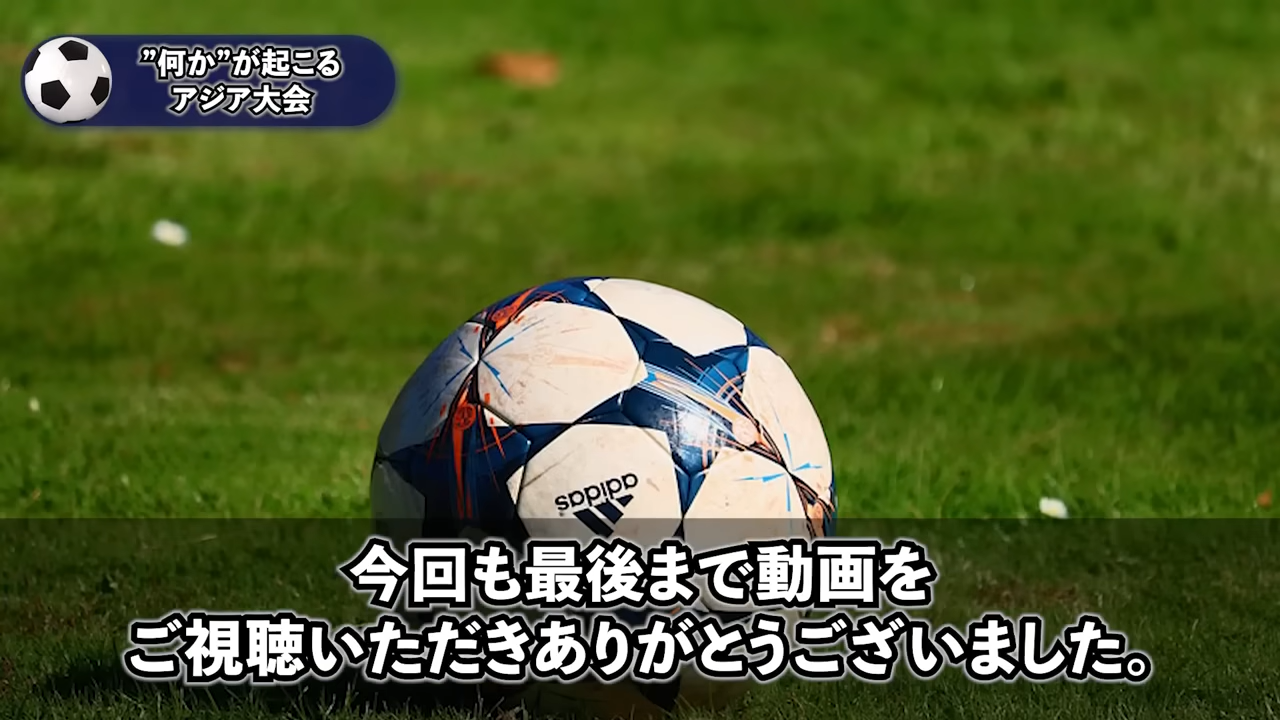 ”何か”が起こる
アジア大会
adidas
今回も最後まで動画を
ご視聴いただきありがとうございました。